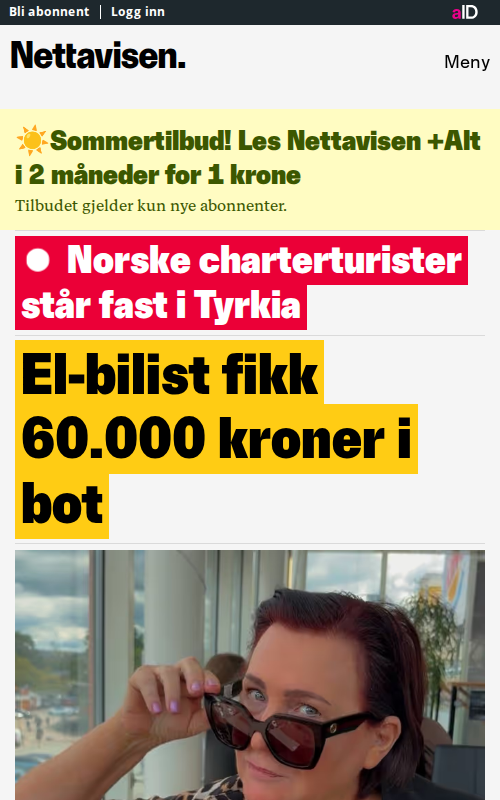 Bli abonnent | Logg inn
aID
Nettavisen.
Meny
☀️Sommertilbud! Les Nettavisen +Alt
i 2 måneder for 1 krone
Tilbudet gjelder kun nye abonnenter.
Norske charterturister
står fast i Tyrkia
El-bilist fikk
60.000 kroner i
bot